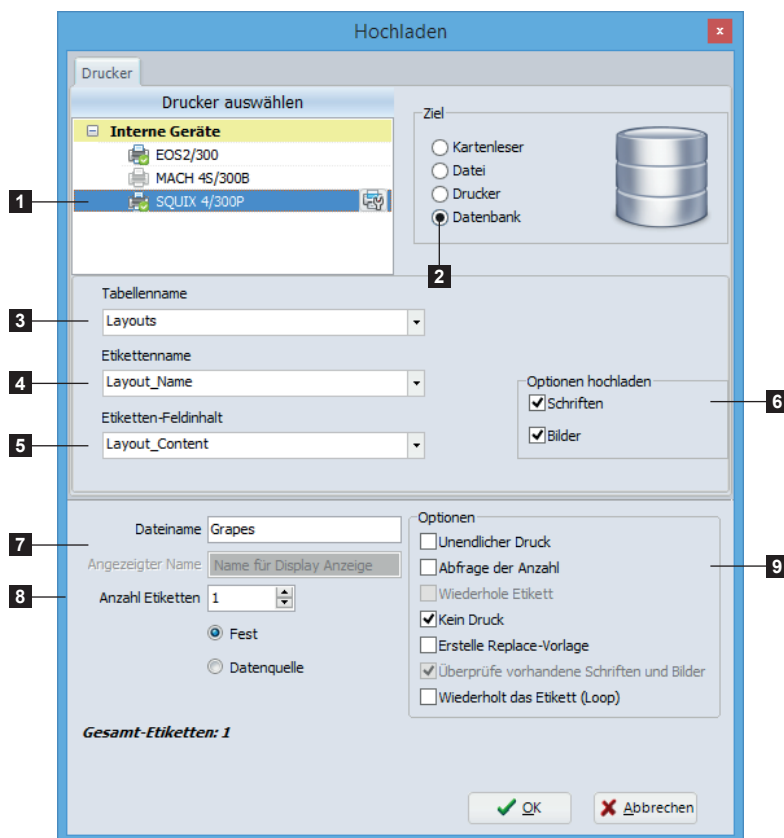 Hochladen
x
Drucker
Drucker auswählen
Interne Geräte
EOS2/300
MACH 4S/300B
1
SQUIX 4/300P
Ziel
Kartenleser
Datei
Drucker
Datenbank
2
Tabellenname
3
Layouts
Etikettenname
4
Layout_Name
Etiketten-Feldinhalt
5
Layout_Content
Optionen hochladen
Schriften
6
Bilder
7
Dateiname Grapes
Angezeigter Name Name für Display Anzeige
8
Anzahl Etiketten 1
Fest
Datenquelle
Optionen
Unendlicher Druck
Abfrage der Anzahl
9
Wiederhole Etikett
Kein Druck
Erstelle Replace-Vorlage
Überprüfe vorhandene Schriften und Bilder
Wiederholt das Etikett (Loop)
Gesamt-Etiketten: 1
OK
Abbrechen